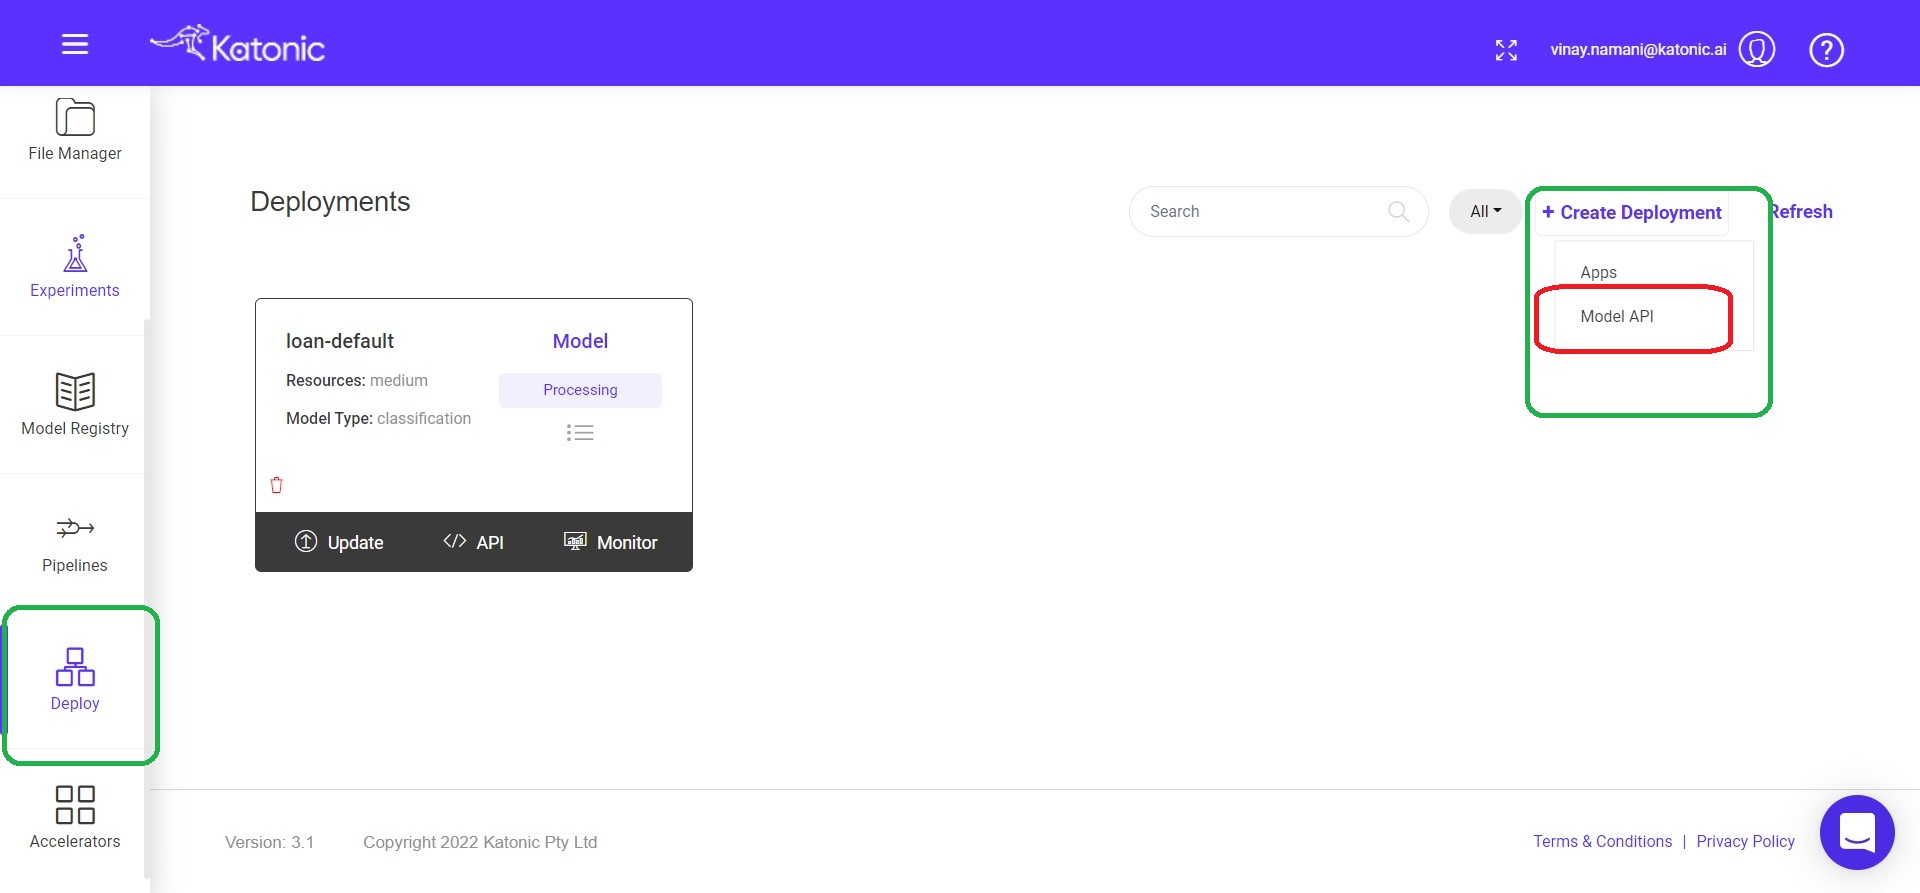 Katonic
vinay.namani@katonic.ai
?
File Manager
Experiments
Model Registry
Pipelines
Deploy
Accelerators
Deployments
Search
All
+ Create Deployment
Refresh
Apps
Model API
loan-default
Model
Resources: medium
Processing
Model Type: classification
Update
</> API
Monitor
Version: 3.1
Copyright 2022 Katonic Pty Ltd
Terms & Conditions | Privacy Policy